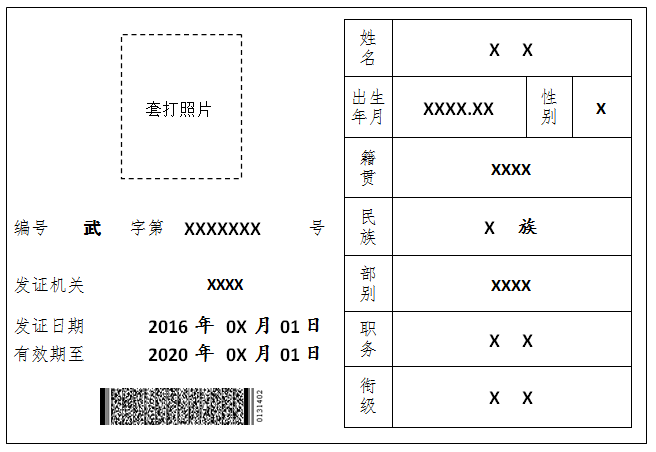 套打照片
编号 武 字第 XXXXXXX 号
发证机关 XXXX
发证日期 2016 年 0X 月 01 日
有效期至 2020 年 0X 月 01 日
0131402
姓名 X X
出生年月 XXXX.XX 性别 X
籍贯 XXXX
民族 X 族
部别 XXXX
职务 X X
衔级 X X